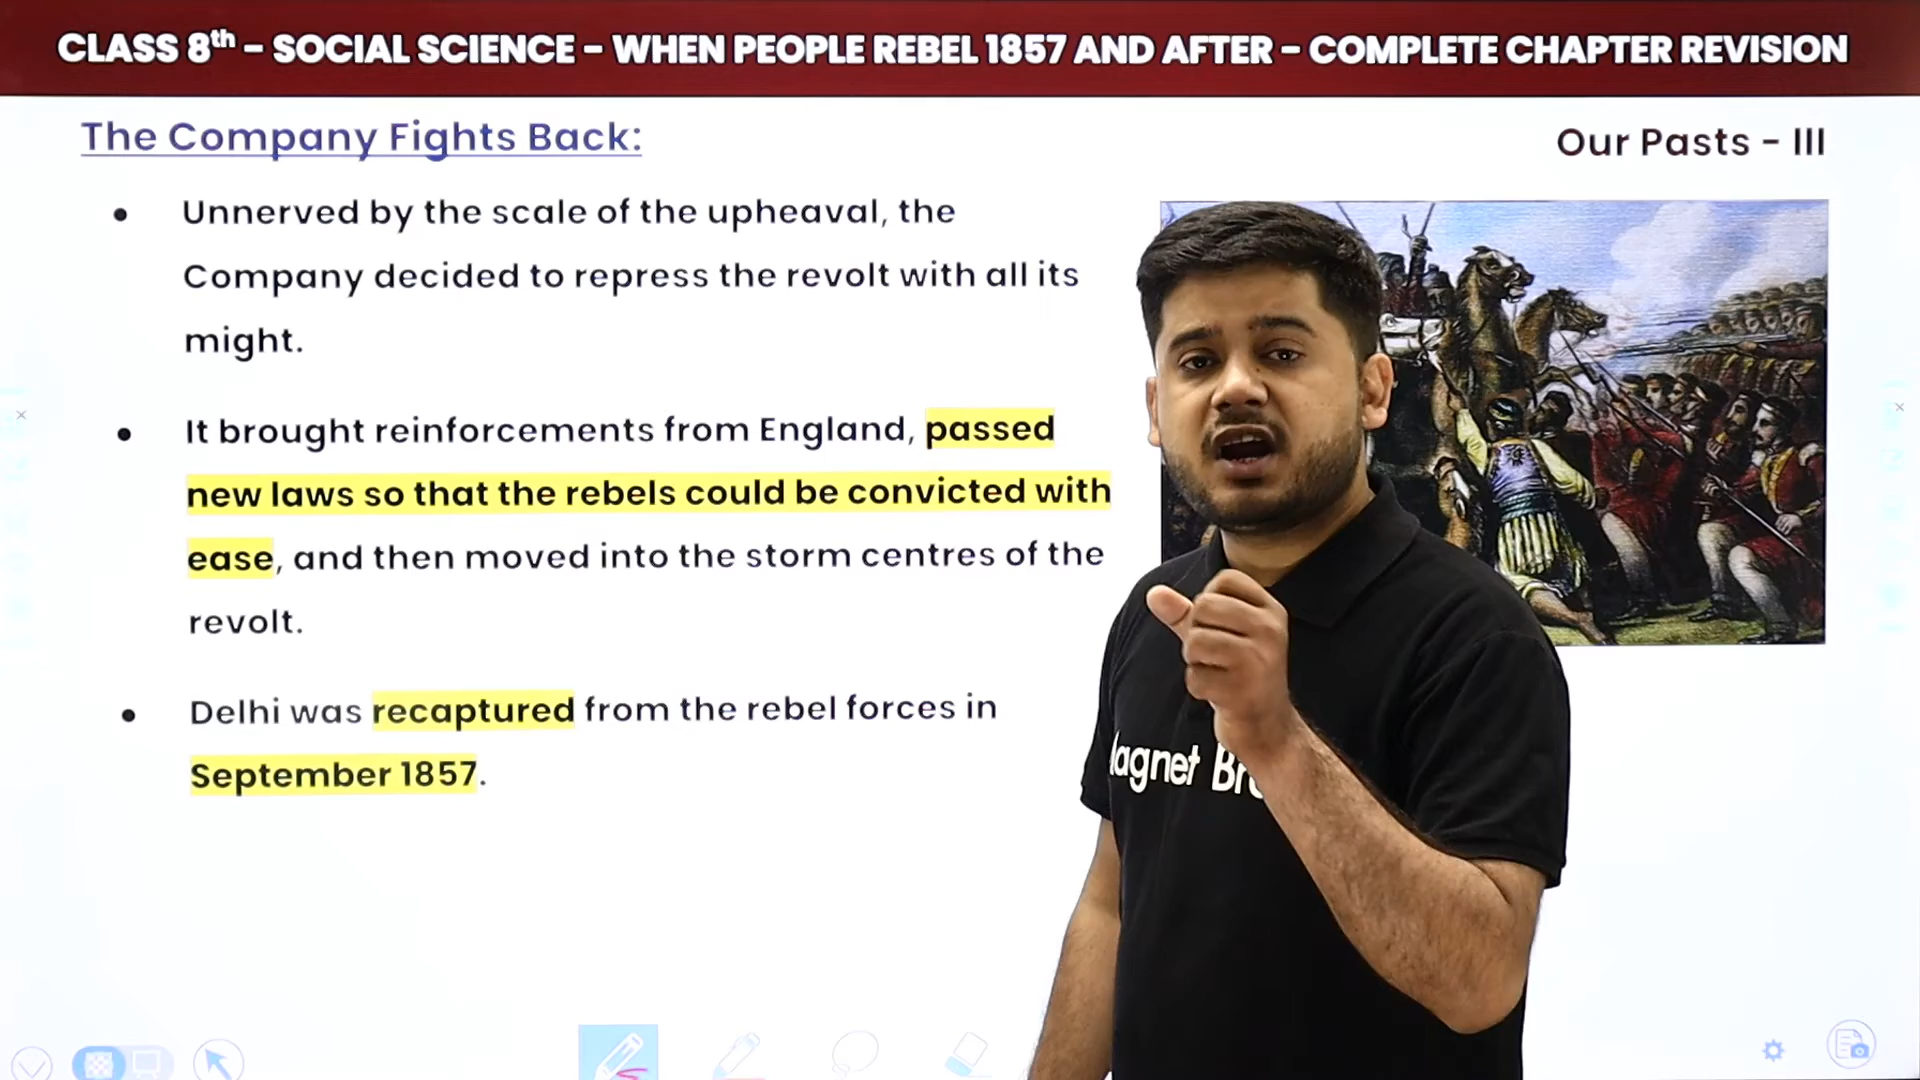 CLASS 8th – SOCIAL SCIENCE – WHEN PEOPLE REBEL 1857 AND AFTER – COMPLETE CHAPTER REVISION
The Company Fights Back:
Our Pasts – III
• Unnerved by the scale of the upheaval, the
Company decided to repress the revolt with all its
might.
• It brought reinforcements from England, passed
new laws so that the rebels could be convicted with
ease, and then moved into the storm centres of the
revolt.
• Delhi was recaptured from the rebel forces in
September 1857.
agnet Br